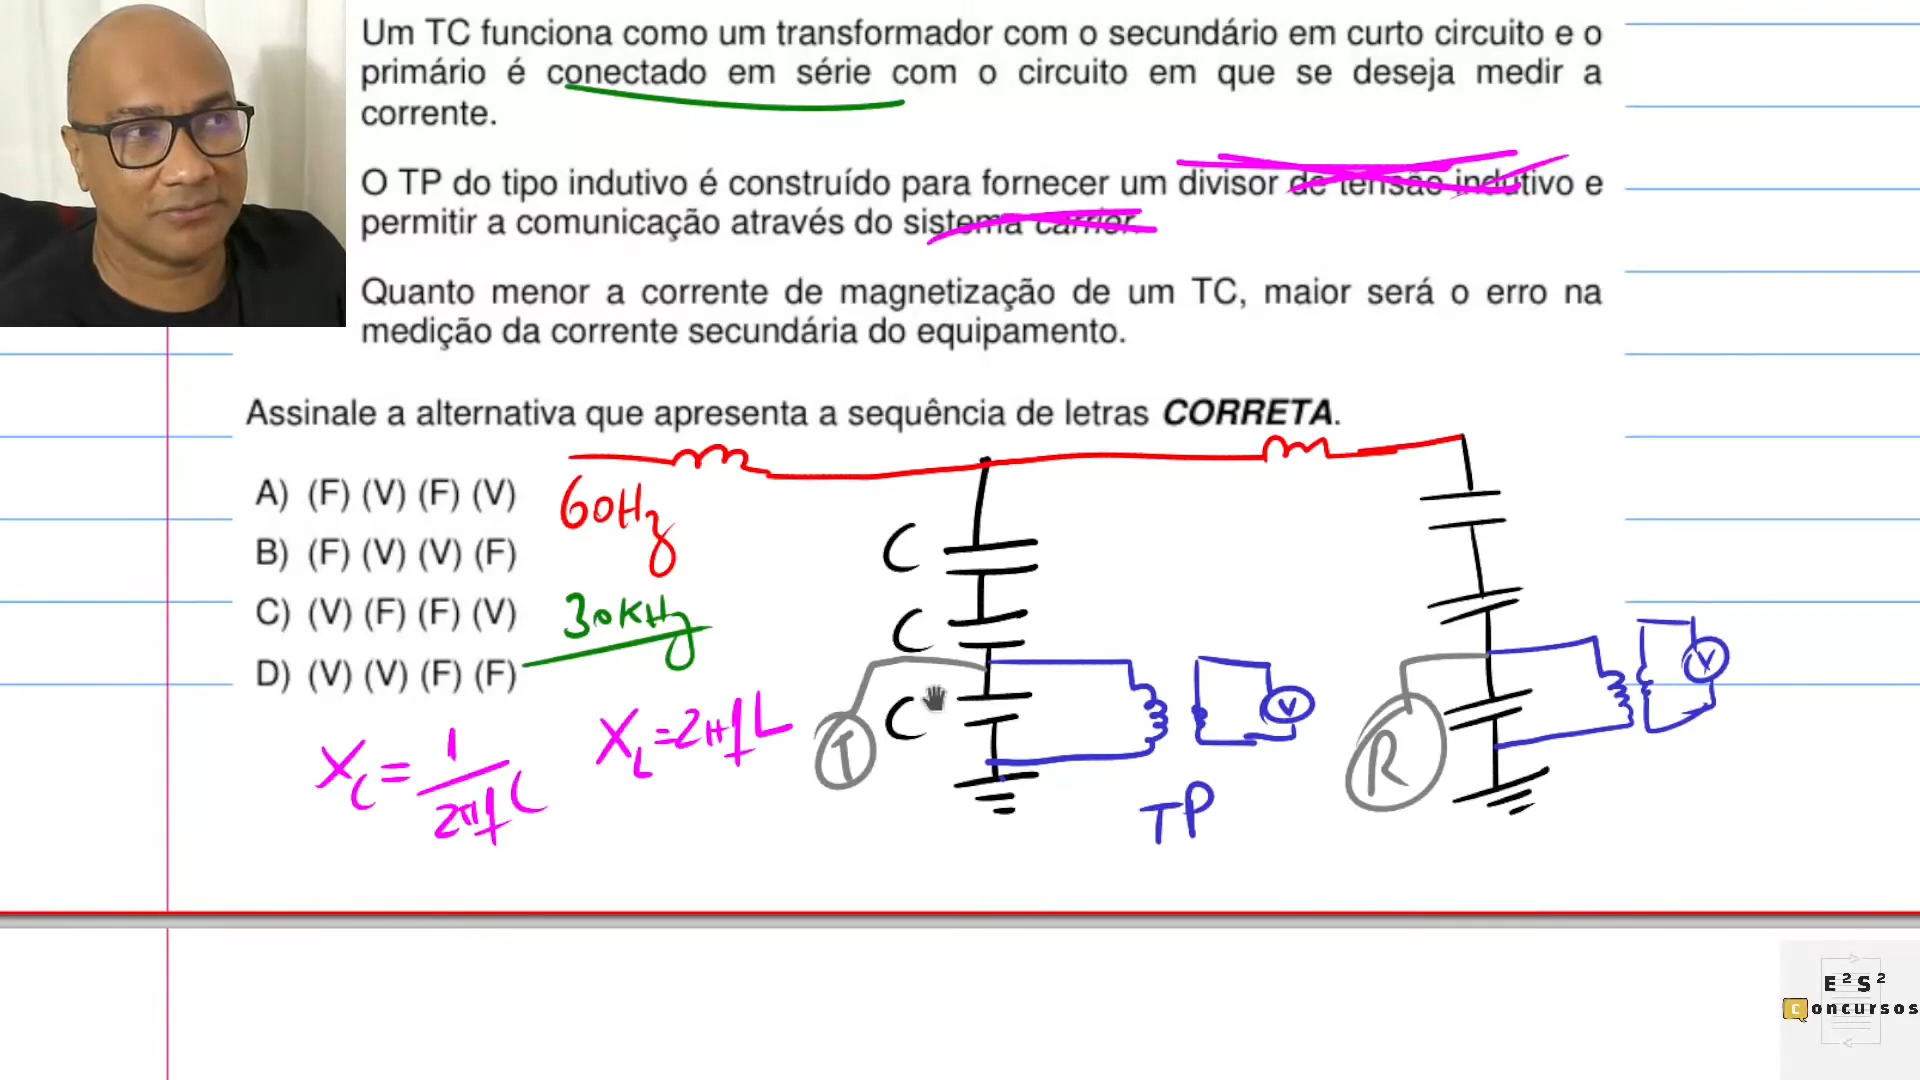 Um TC funciona como um transformador com o secundário em curto circuito e o
primário é conectado em série com o circuito em que se deseja medir a
corrente.
O TP do tipo indutivo é construído para fornecer um divisor de tensão indutivo e
permitir a comunicação através do sistema carrier.
Quanto menor a corrente de magnetização de um TC, maior será o erro na
medição da corrente secundária do equipamento.
Assinale a alternativa que apresenta a sequência de letras CORRETA.
A) (F) (V) (F) (V)
B) (F) (V) (V) (F)
C) (V) (F) (F) (V)
D) (V) (V) (F) (F)
60Hz
30KHz
XC = 1/2πfC
XL=2πfL
C
C
C
T
V
TP
R
V
E²S²
Concursos